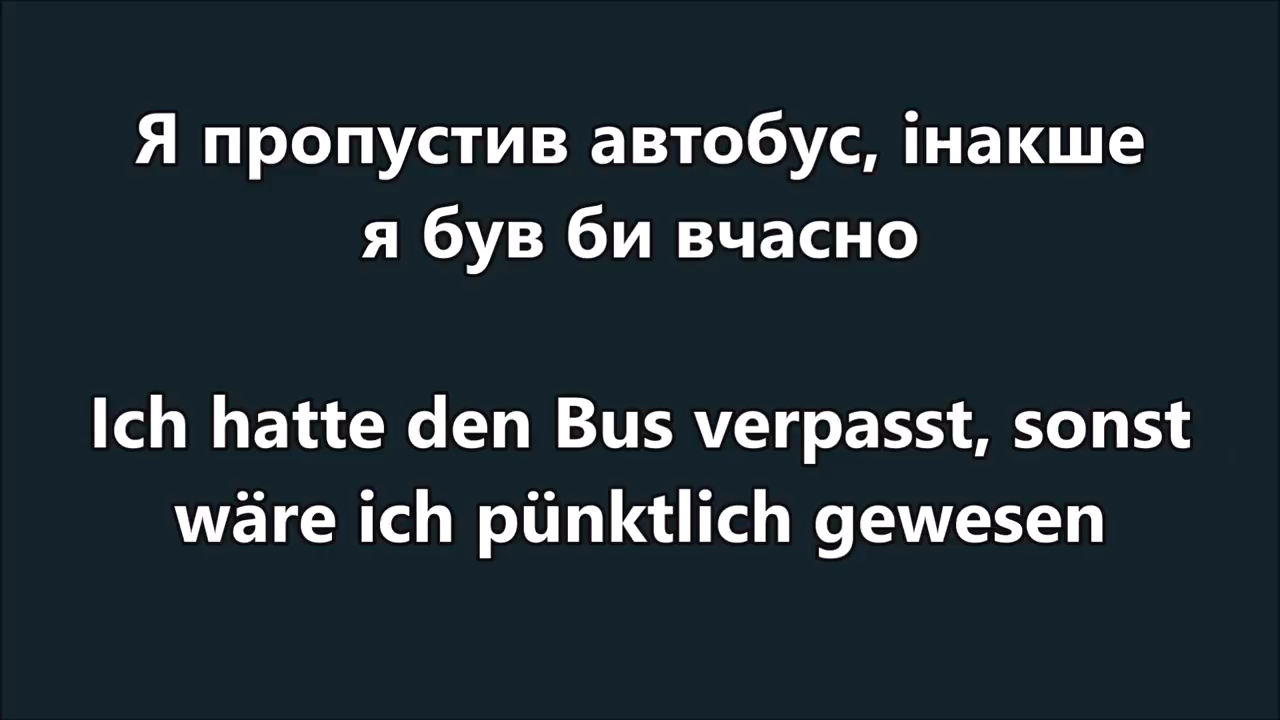 Я пропустив автобус, інакше
я був би вчасно
Ich hatte den Bus verpasst, sonst
wäre ich pünktlich gewesen